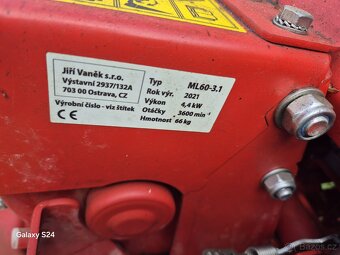 Jiří Vaněk s.r.o.
Výstavní 2937/132A
703 00 Ostrava, CZ
Výrobní číslo - viz štítek
CE
Typ ML60-3.1
Rok výr. 2021
Výkon 4,4 kW
Otáčky 3600 min⁻¹
Hmotnost 66 kg
Galaxy S24
Bazoš.cz